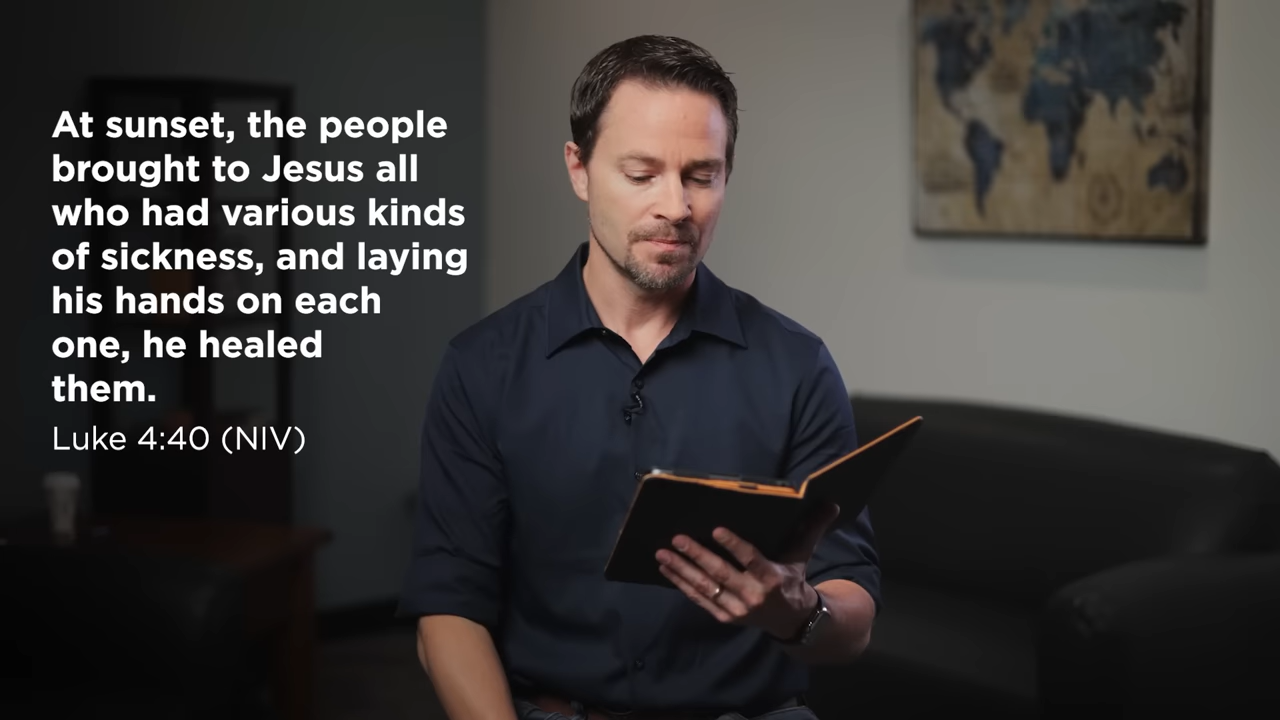 At sunset, the people
brought to Jesus all
who had various kinds
of sickness, and laying
his hands on each
one, he healed
them.
Luke 4:40 (NIV)